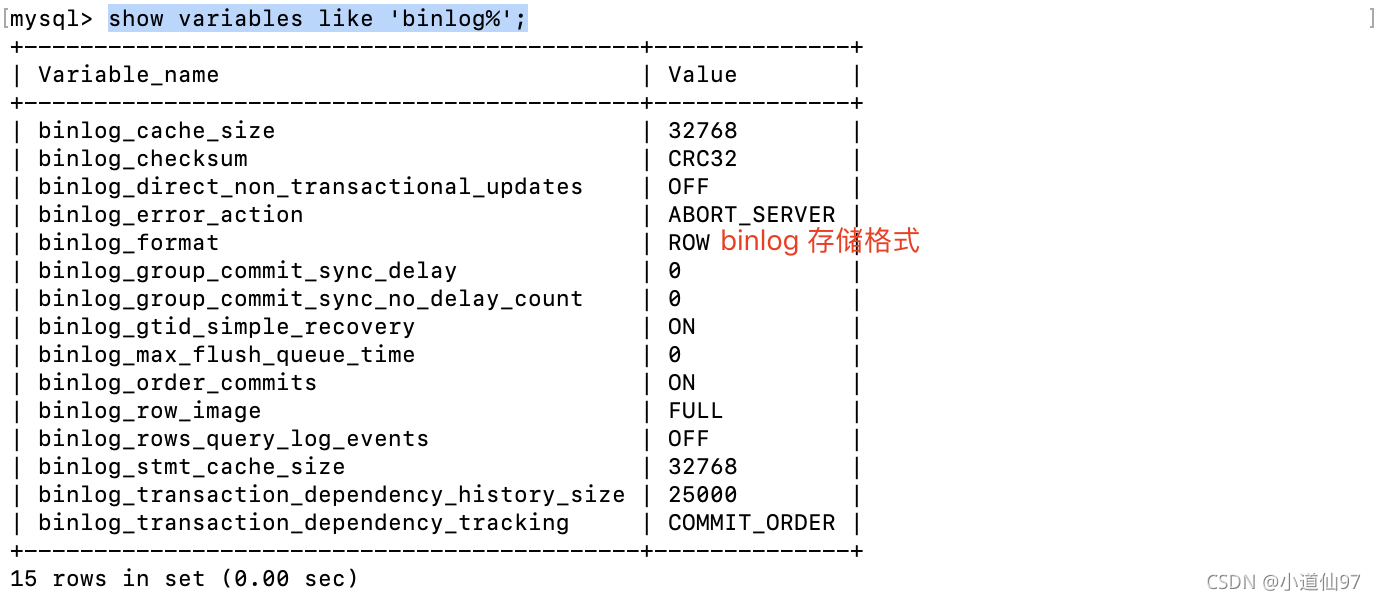 [mysql> show variables like 'binlog%'; ]
+--------------------------------------------+--------------+
| Variable_name | Value |
+--------------------------------------------+--------------+
| binlog_cache_size | 32768 |
| binlog_checksum | CRC32 |
| binlog_direct_non_transactional_updates | OFF |
| binlog_error_action | ABORT_SERVER |
| binlog_format | ROW binlog 存储格式 |
| binlog_group_commit_sync_delay | 0 |
| binlog_group_commit_sync_no_delay_count | 0 |
| binlog_gtid_simple_recovery | ON |
| binlog_max_flush_queue_time | 0 |
| binlog_order_commits | ON |
| binlog_row_image | FULL |
| binlog_rows_query_log_events | OFF |
| binlog_stmt_cache_size | 32768 |
| binlog_transaction_dependency_history_size | 25000 |
| binlog_transaction_dependency_tracking | COMMIT_ORDER |
+--------------------------------------------+--------------+
15 rows in set (0.00 sec)
CSDN @小道仙97